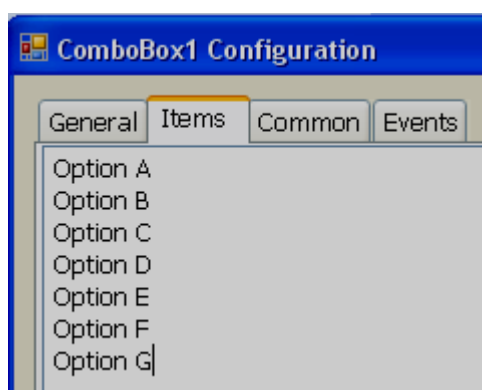 ComboBox1 Configuration
General Items Common Events
Option A
Option B
Option C
Option D
Option E
Option F
Option G